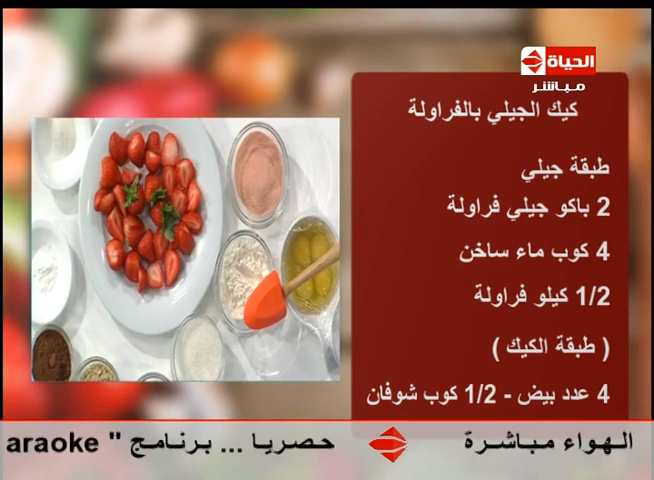 الحياة
مباشر
كيك الجيلي بالفراولة
طبقة جيلي
2 باكو جيلي فراولة
4 كوب ماء ساخن
1/2 كيلو فراولة
( طبقة الكيك )
4 عدد بيض - 1/2 كوب شوفان
الهواء مباشرة حصريا ... برنامج " araoke